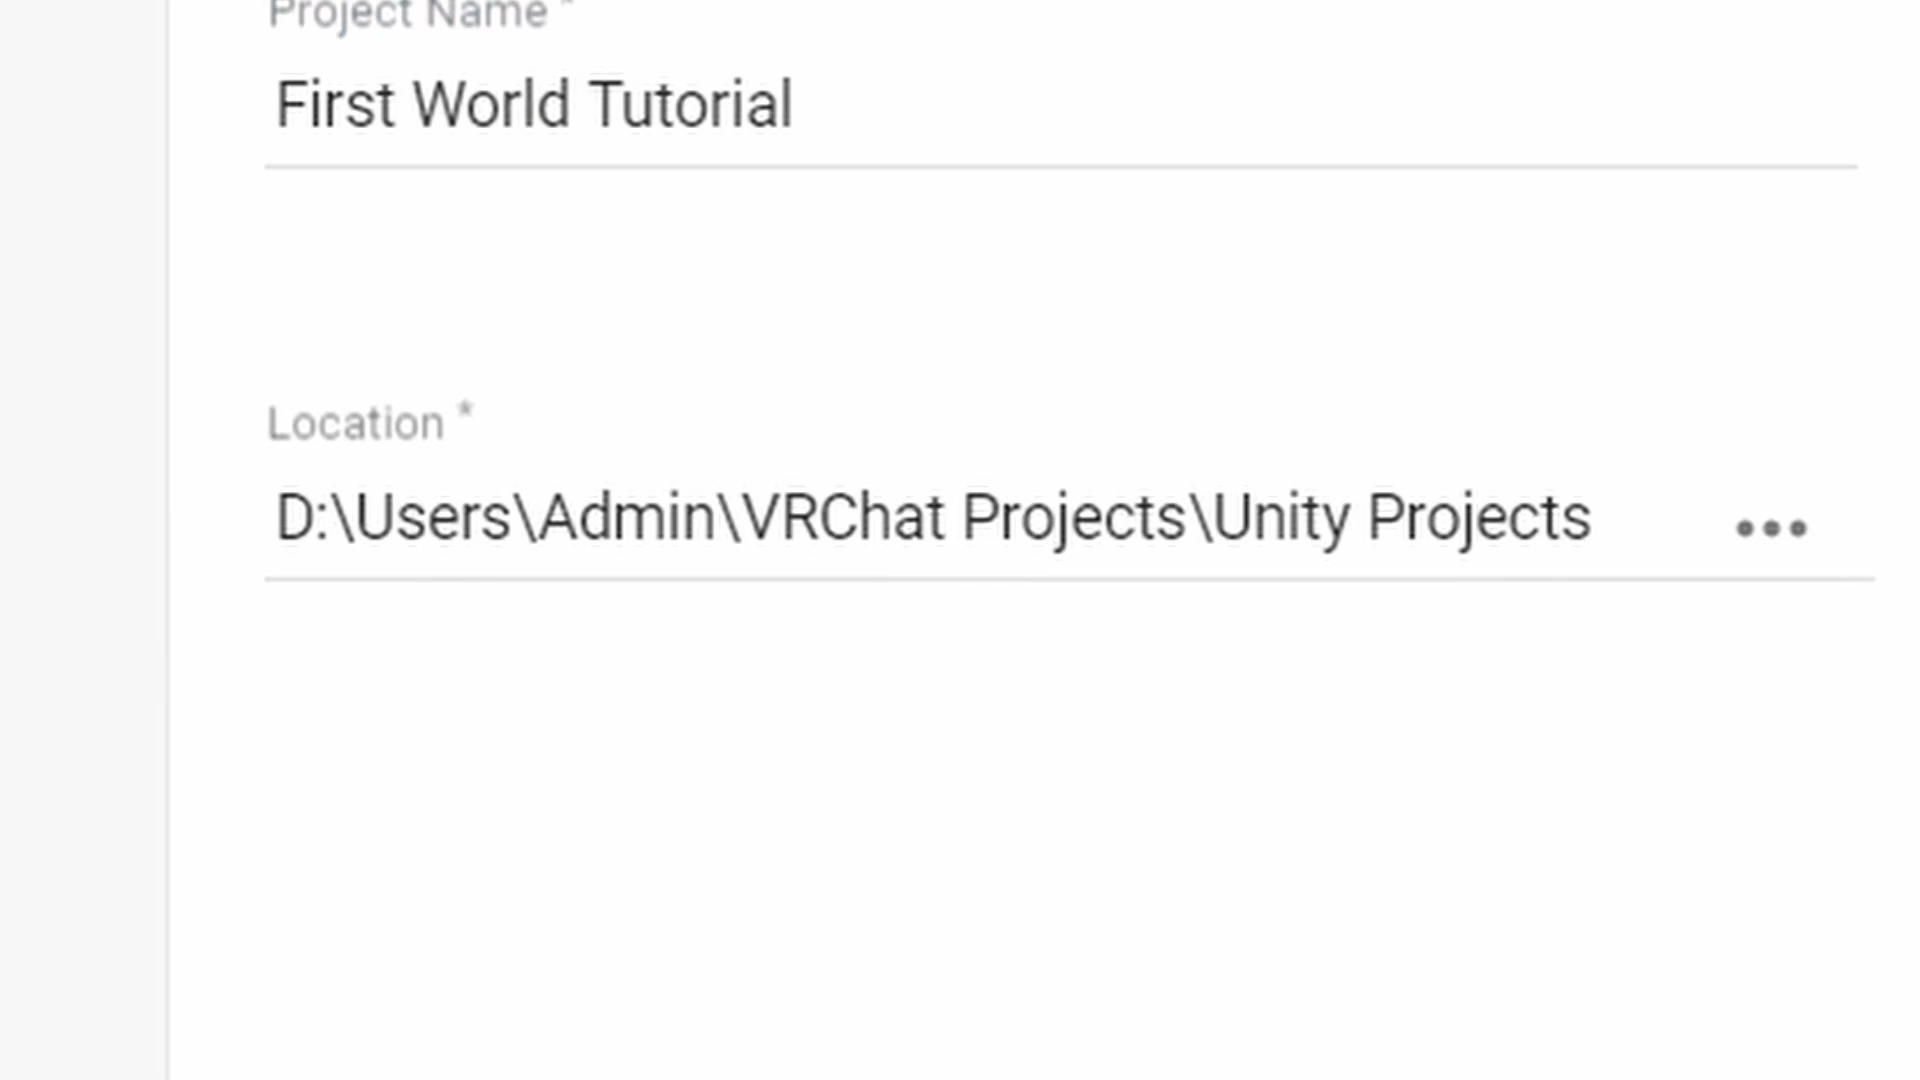 Project Name *
First World Tutorial
Location *
D:\Users\Admin\VRChat Projects\Unity Projects